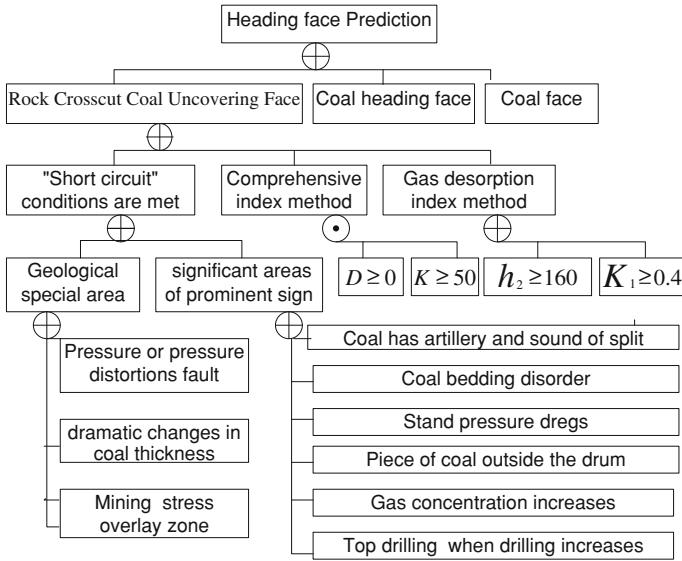 Heading face Prediction
Rock Crosscut Coal Uncovering Face
Coal heading face
Coal face
"Short circuit"
conditions are met
Comprehensive
index method
Gas desorption
index method
Geological
special area
significant areas
of prominent sign
D ≥ 0
K ≥ 50
h₂ ≥160
K₁ ≥0.4
Pressure or pressure
distortions fault
dramatic changes in
coal thickness
Mining stress
overlay zone
Coal has artillery and sound of split
Coal bedding disorder
Stand pressure dregs
Piece of coal outside the drum
Gas concentration increases
Top drilling when drilling increases